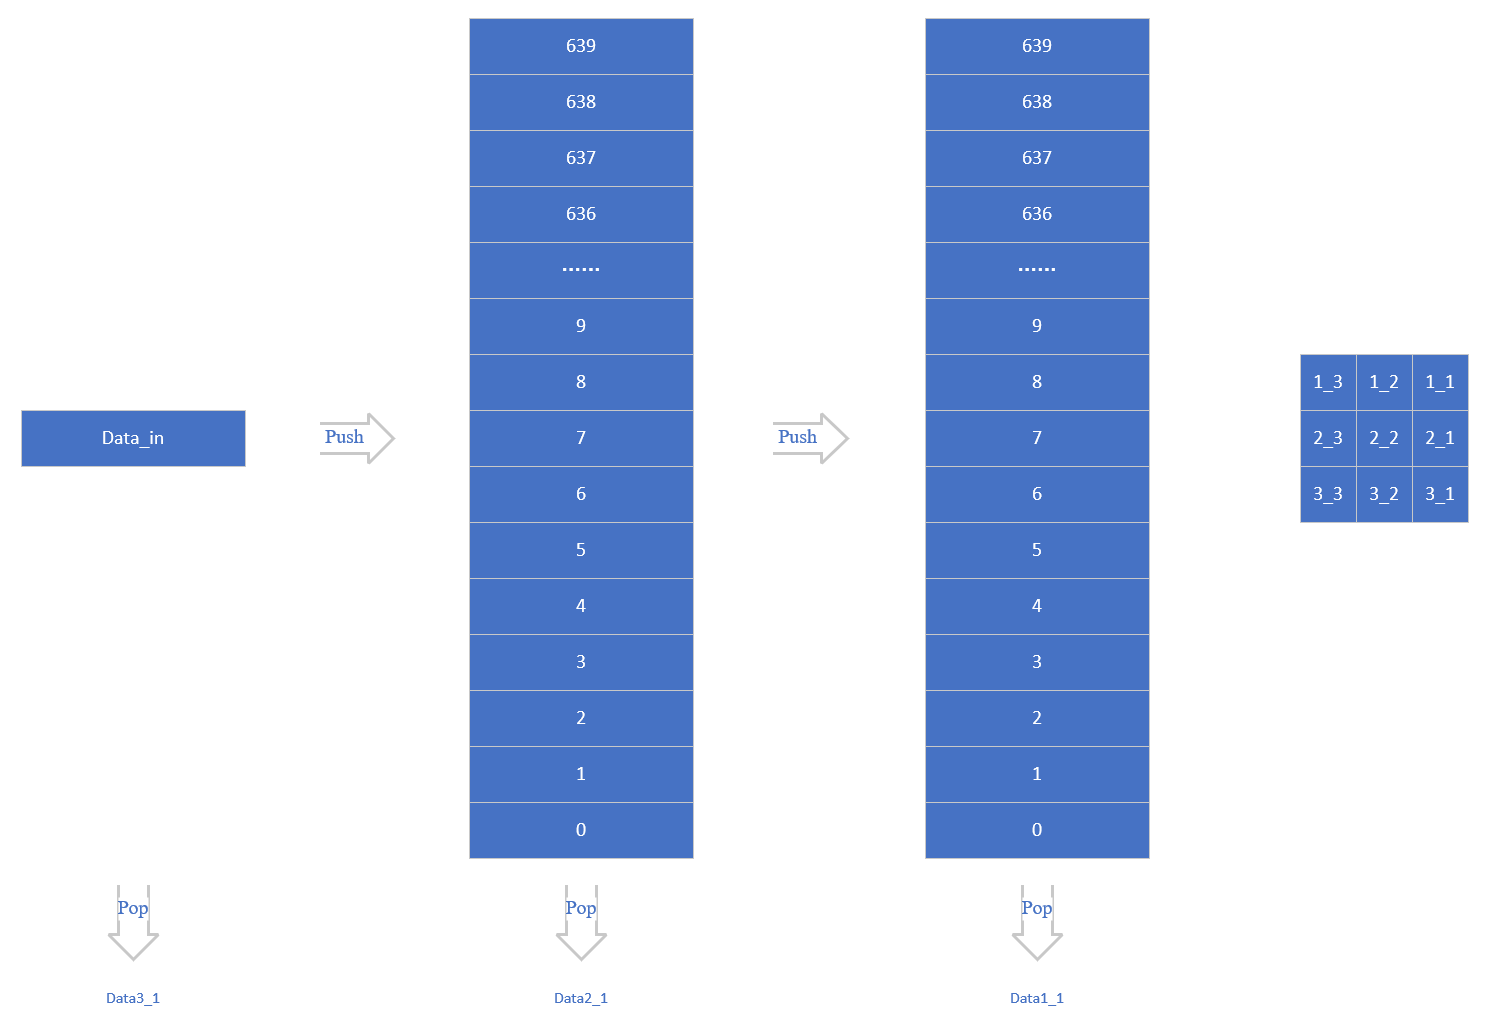 639
638
637
636
......
9
8
7
6
5
4
3
2
1
0
639
638
637
636
......
9
8
7
6
5
4
3
2
1
0
Data_in
Push
Push
1_3 1_2 1_1
2_3 2_2 2_1
3_3 3_2 3_1
Pop
Pop
Pop
Data3_1
Data2_1
Data1_1